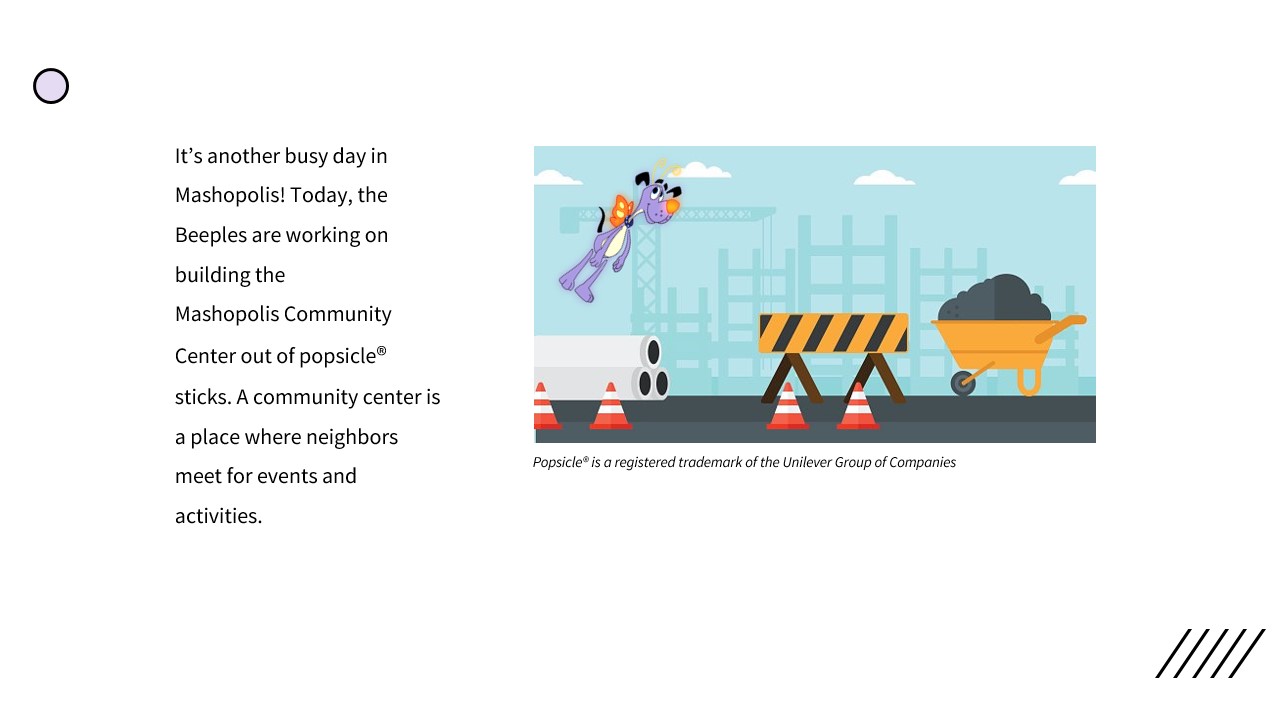 It’s another busy day in
Mashopolis! Today, the
Beeples are working on
building the
Mashopolis Community
Center out of popsicle®
sticks. A community center is
a place where neighbors
meet for events and
activities.
Popsicle® is a registered trademark of the Unilever Group of Companies